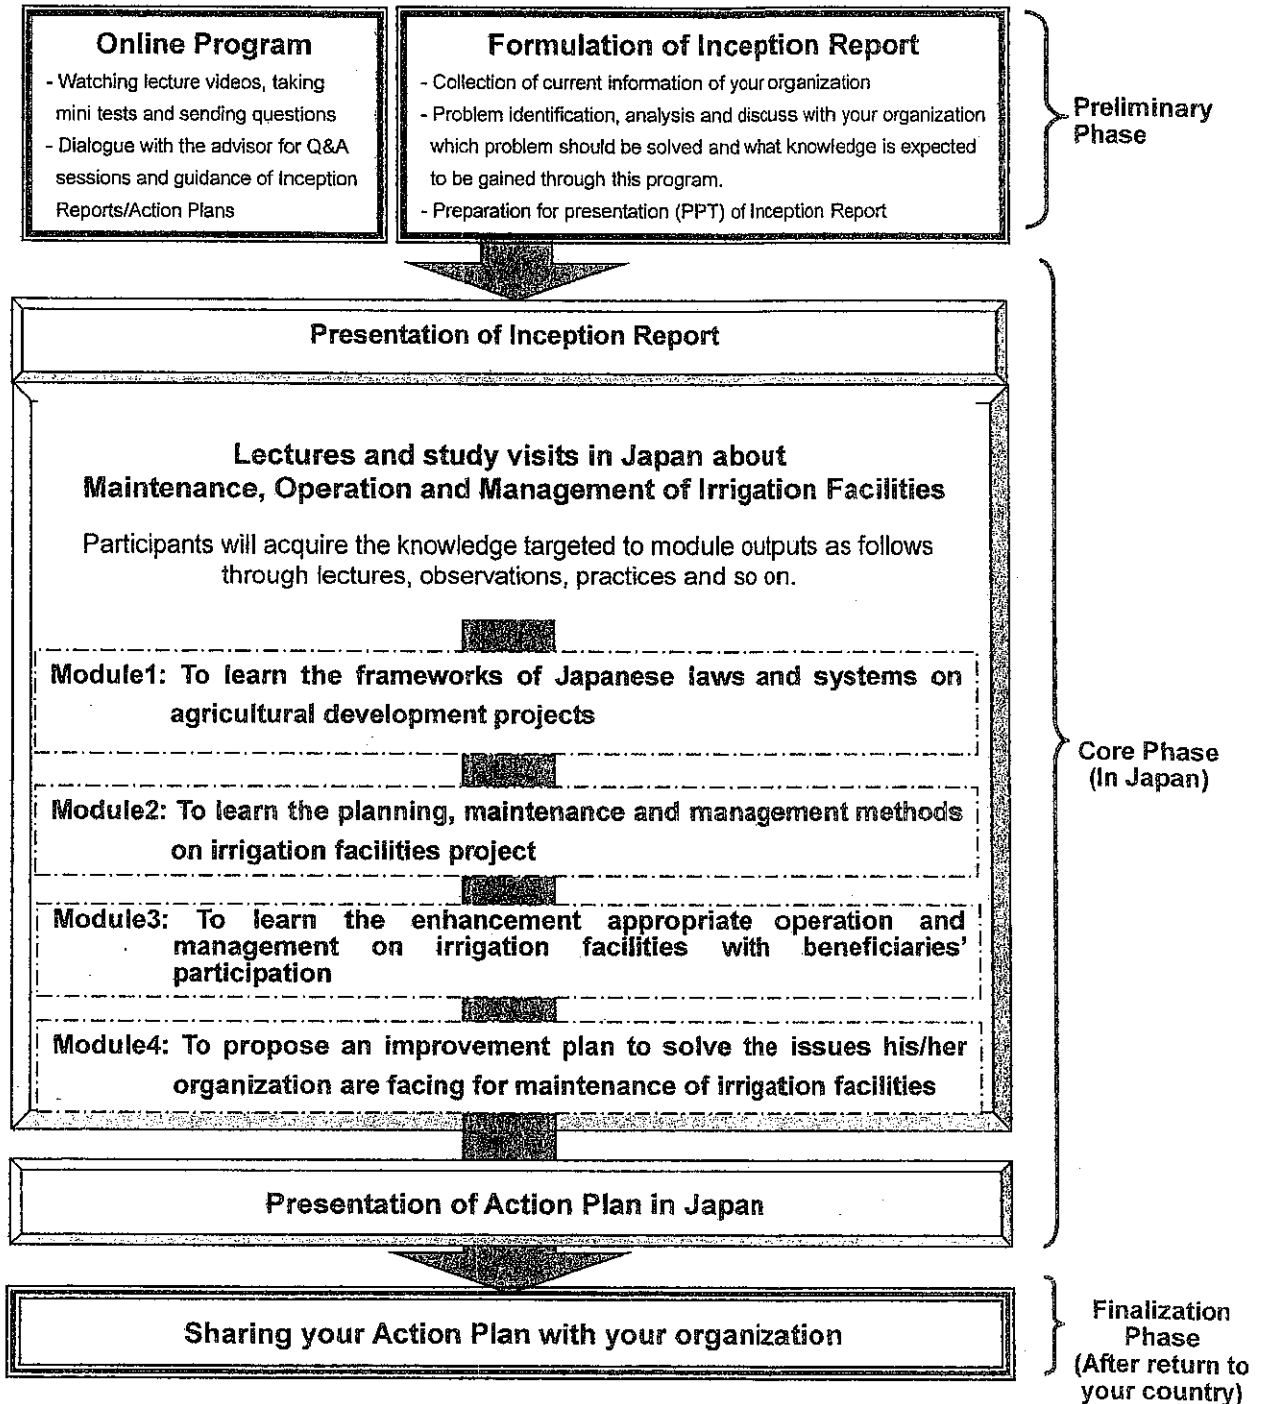 Online Program
- Watching lecture videos, taking
mini tests and sending questions
- Dialogue with the advisor for Q&A
sessions and guidance of Inception
Reports/Action Plans
Formulation of Inception Report
- Collection of current information of your organization
- Problem identification, analysis and discuss with your organization
which problem should be solved and what knowledge is expected
to be gained through this program.
- Preparation for presentation (PPT) of Inception Report
Preliminary
Phase
Presentation of Inception Report
Lectures and study visits in Japan about
Maintenance, Operation and Management of Irrigation Facilities
Participants will acquire the knowledge targeted to module outputs as follows
through lectures, observations, practices and so on.
Module1: To learn the frameworks of Japanese laws and systems on
agricultural development projects
Module2: To learn the planning, maintenance and management methods
on irrigation facilities project
Module3: To learn the enhancement appropriate operation and
management on irrigation facilities with beneficiaries'
participation
Module4: To propose an improvement plan to solve the issues his/her
organization are facing for maintenance of irrigation facilities
Core Phase
(In Japan)
Presentation of Action Plan in Japan
Sharing your Action Plan with your organization
Finalization
Phase
(After return to
your country)